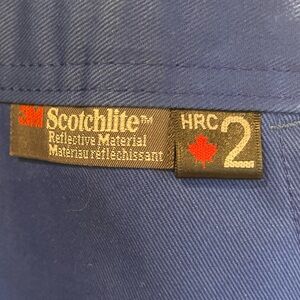 3M Scotchlite™
Reflective Material
Matériau réfléchissant
HRC 2